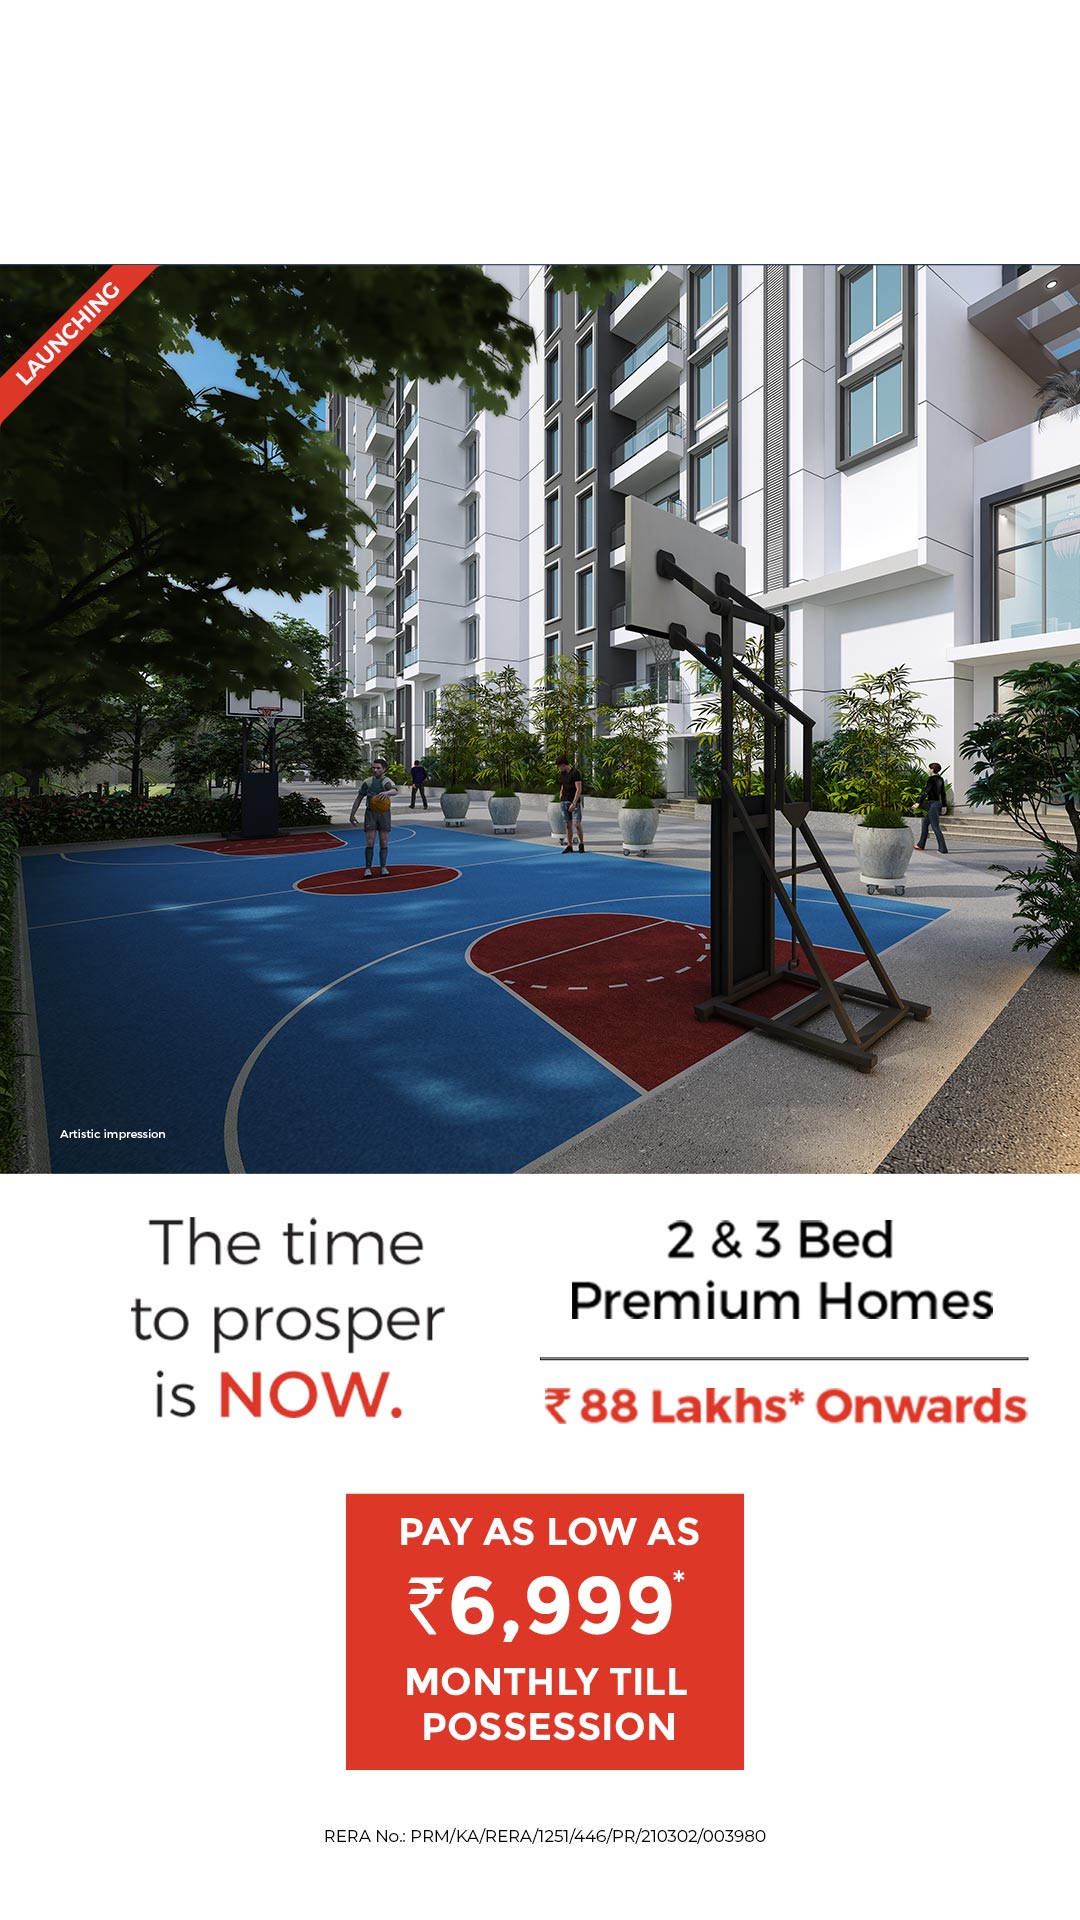 LAUNCHING
Artistic impression
The time
to prosper
is NOW.
2 & 3 Bed
Premium Homes
₹ 88 Lakhs* Onwards
PAY AS LOW AS
₹6,999*
MONTHLY TILL
POSSESSION
RERA No.: PRM/KA/RERA/1251/446/PR/210302/003980